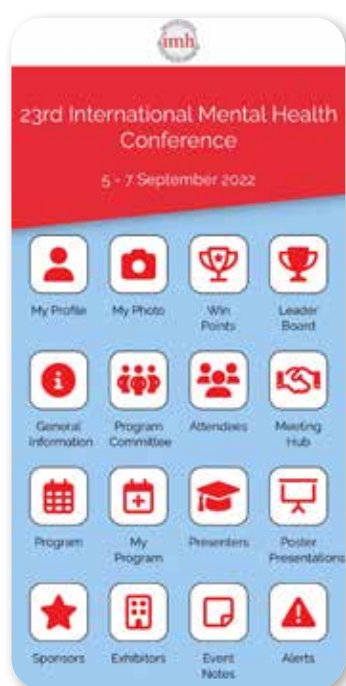 imh
23rd International Mental Health
Conference
5 - 7 September 2022
My Profile
My Photo
Win
Points
Leader
Board
General
Information
Program
Committee
Attendees
Meeting
Hub
Program
My
Program
Presenters
Poster
Presentations
Sponsors
Exhibitors
Event
Notes
Alerts